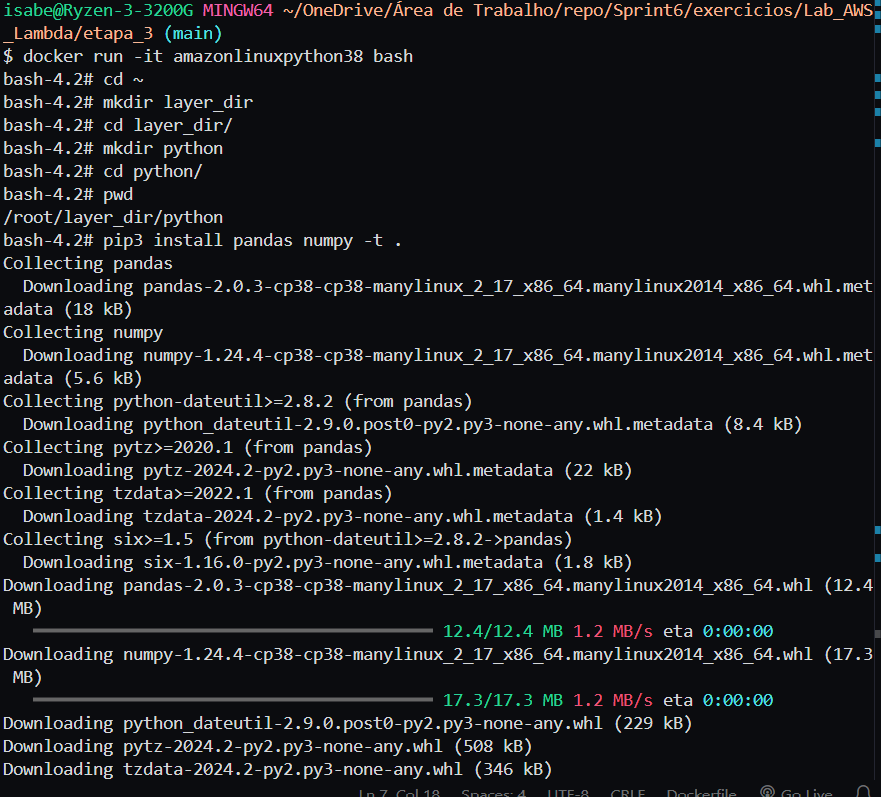 isabe@Ryzen-3-3200G MINGW64 ~/OneDrive/Área de Trabalho/repo/Sprint6/exercicios/Lab_AWS
_Lambda/etapa_3 (main)
$ docker run -it amazonlinuxpython38 bash
bash-4.2# cd ~
bash-4.2# mkdir layer_dir
bash-4.2# cd layer_dir/
bash-4.2# mkdir python
bash-4.2# cd python/
bash-4.2# pwd
/root/layer_dir/python
bash-4.2# pip3 install pandas numpy -t .
Collecting pandas
  Downloading pandas-2.0.3-cp38-cp38-manylinux_2_17_x86_64.manylinux2014_x86_64.whl.met
adata (18 kB)
Collecting numpy
  Downloading numpy-1.24.4-cp38-cp38-manylinux_2_17_x86_64.manylinux2014_x86_64.whl.met
adata (5.6 kB)
Collecting python-dateutil>=2.8.2 (from pandas)
  Downloading python_dateutil-2.9.0.post0-py2.py3-none-any.whl.metadata (8.4 kB)
Collecting pytz>=2020.1 (from pandas)
  Downloading pytz-2024.2-py2.py3-none-any.whl.metadata (22 kB)
Collecting tzdata>=2022.1 (from pandas)
  Downloading tzdata-2024.2-py2.py3-none-any.whl.metadata (1.4 kB)
Collecting six>=1.5 (from python-dateutil>=2.8.2->pandas)
  Downloading six-1.16.0-py2.py3-none-any.whl.metadata (1.8 kB)
Downloading pandas-2.0.3-cp38-cp38-manylinux_2_17_x86_64.manylinux2014_x86_64.whl (12.4
 MB)
12.4/12.4 MB 1.2 MB/s eta 0:00:00
Downloading numpy-1.24.4-cp38-cp38-manylinux_2_17_x86_64.manylinux2014_x86_64.whl (17.3
 MB)
17.3/17.3 MB 1.2 MB/s eta 0:00:00
Downloading python_dateutil-2.9.0.post0-py2.py3-none-any.whl (229 kB)
Downloading pytz-2024.2-py2.py3-none-any.whl (508 kB)
Downloading tzdata-2024.2-py2.py3-none-any.whl (346 kB)
Ln 7, Col 18 Spaces: 4 UTF-8 CRLF Dockerfile Go Live